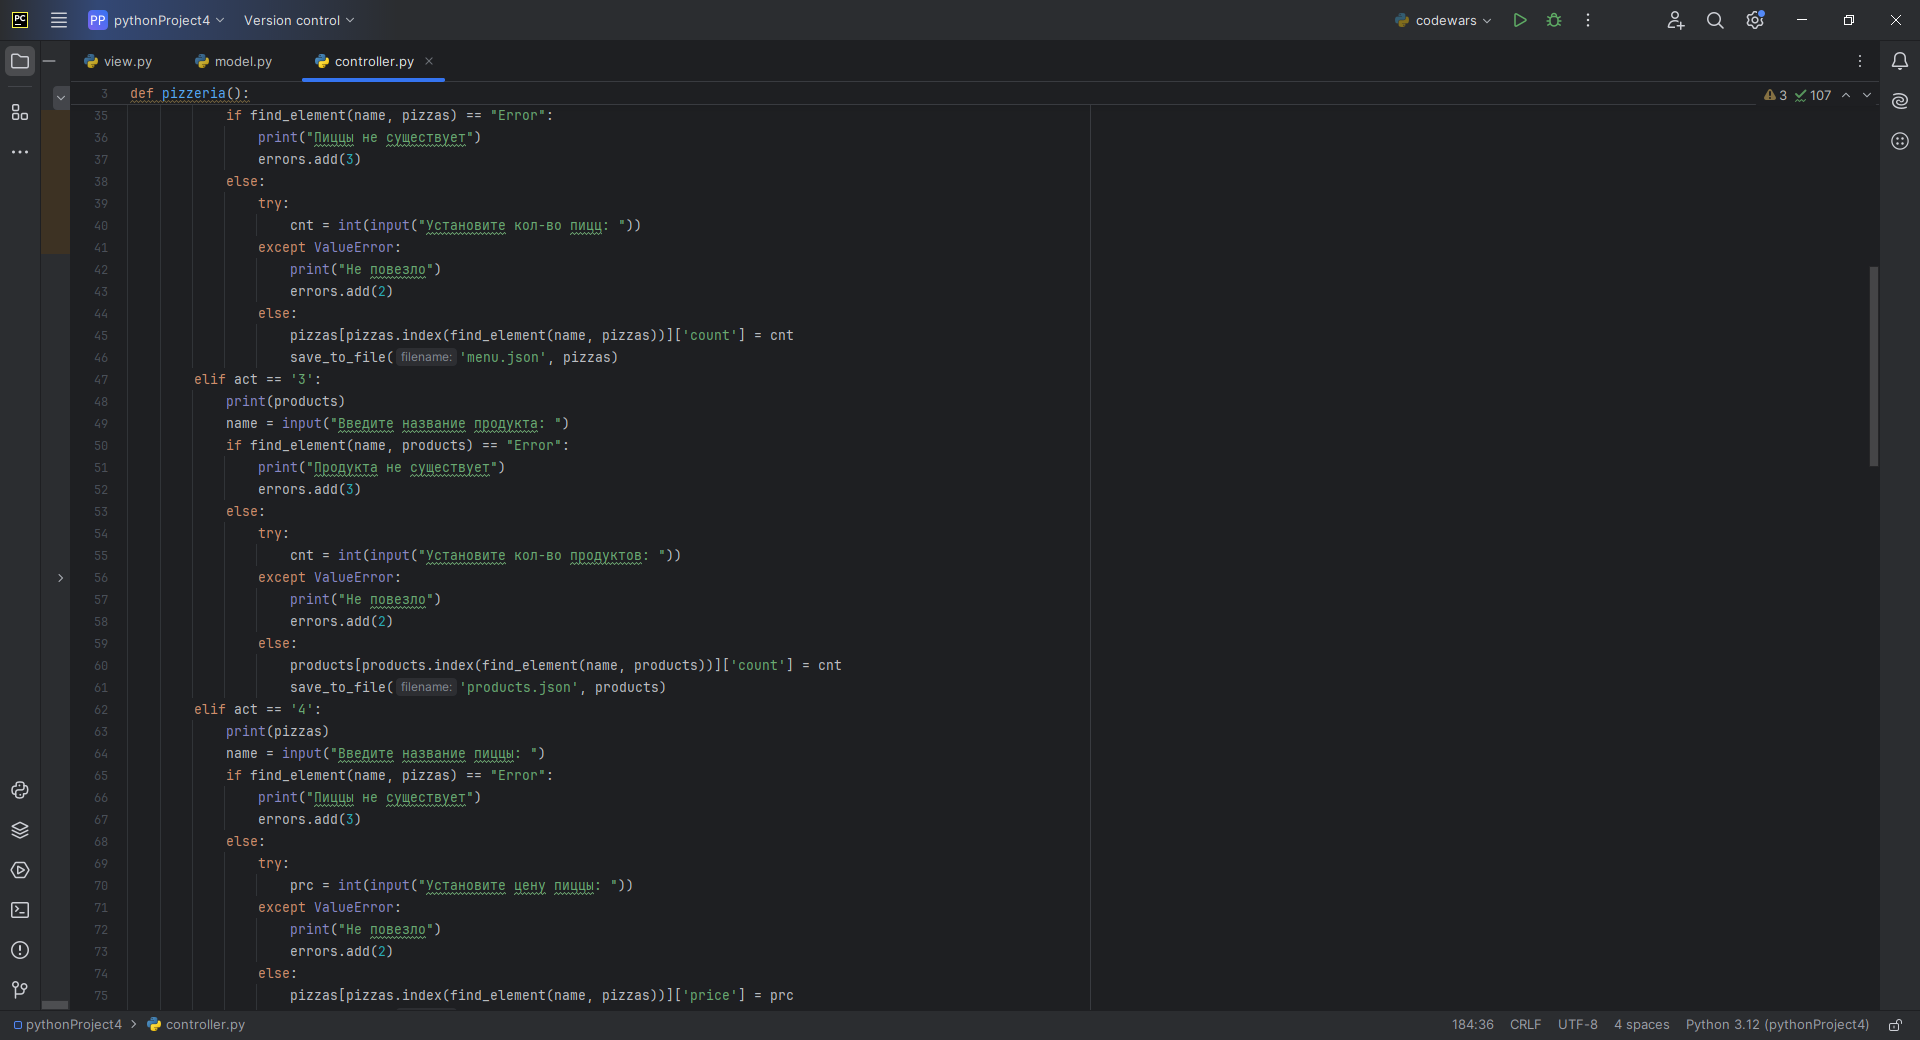 PC PP pythonProject4 Version control codewars
view.py model.py controller.py
3 def pizzeria(): 3 107
35 if find_element(name, pizzas) == "Error":
36 print("Пиццы не существует")
37 errors.add(3)
38 else:
39 try:
40 cnt = int(input("Установите кол-во пицц: "))
41 except ValueError:
42 print("Не повезло")
43 errors.add(2)
44 else:
45 pizzas[pizzas.index(find_element(name, pizzas))]['count'] = cnt
46 save_to_file( filename: 'menu.json', pizzas)
47 elif act == '3':
48 print(products)
49 name = input("Введите название продукта: ")
50 if find_element(name, products) == "Error":
51 print("Продукта не существует")
52 errors.add(3)
53 else:
54 try:
55 cnt = int(input("Установите кол-во продуктов: "))
56 except ValueError:
57 print("Не повезло")
58 errors.add(2)
59 else:
60 products[products.index(find_element(name, products))]['count'] = cnt
61 save_to_file( filename: 'products.json', products)
62 elif act == '4':
63 print(pizzas)
64 name = input("Введите название пиццы: ")
65 if find_element(name, pizzas) == "Error":
66 print("Пиццы не существует")
67 errors.add(3)
68 else:
69 try:
70 prc = int(input("Установите цену пиццы: "))
71 except ValueError:
72 print("Не повезло")
73 errors.add(2)
74 else:
75 pizzas[pizzas.index(find_element(name, pizzas))]['price'] = prc
pythonProject4 > controller.py 184:36 CRLF UTF-8 4 spaces Python 3.12 (pythonProject4)